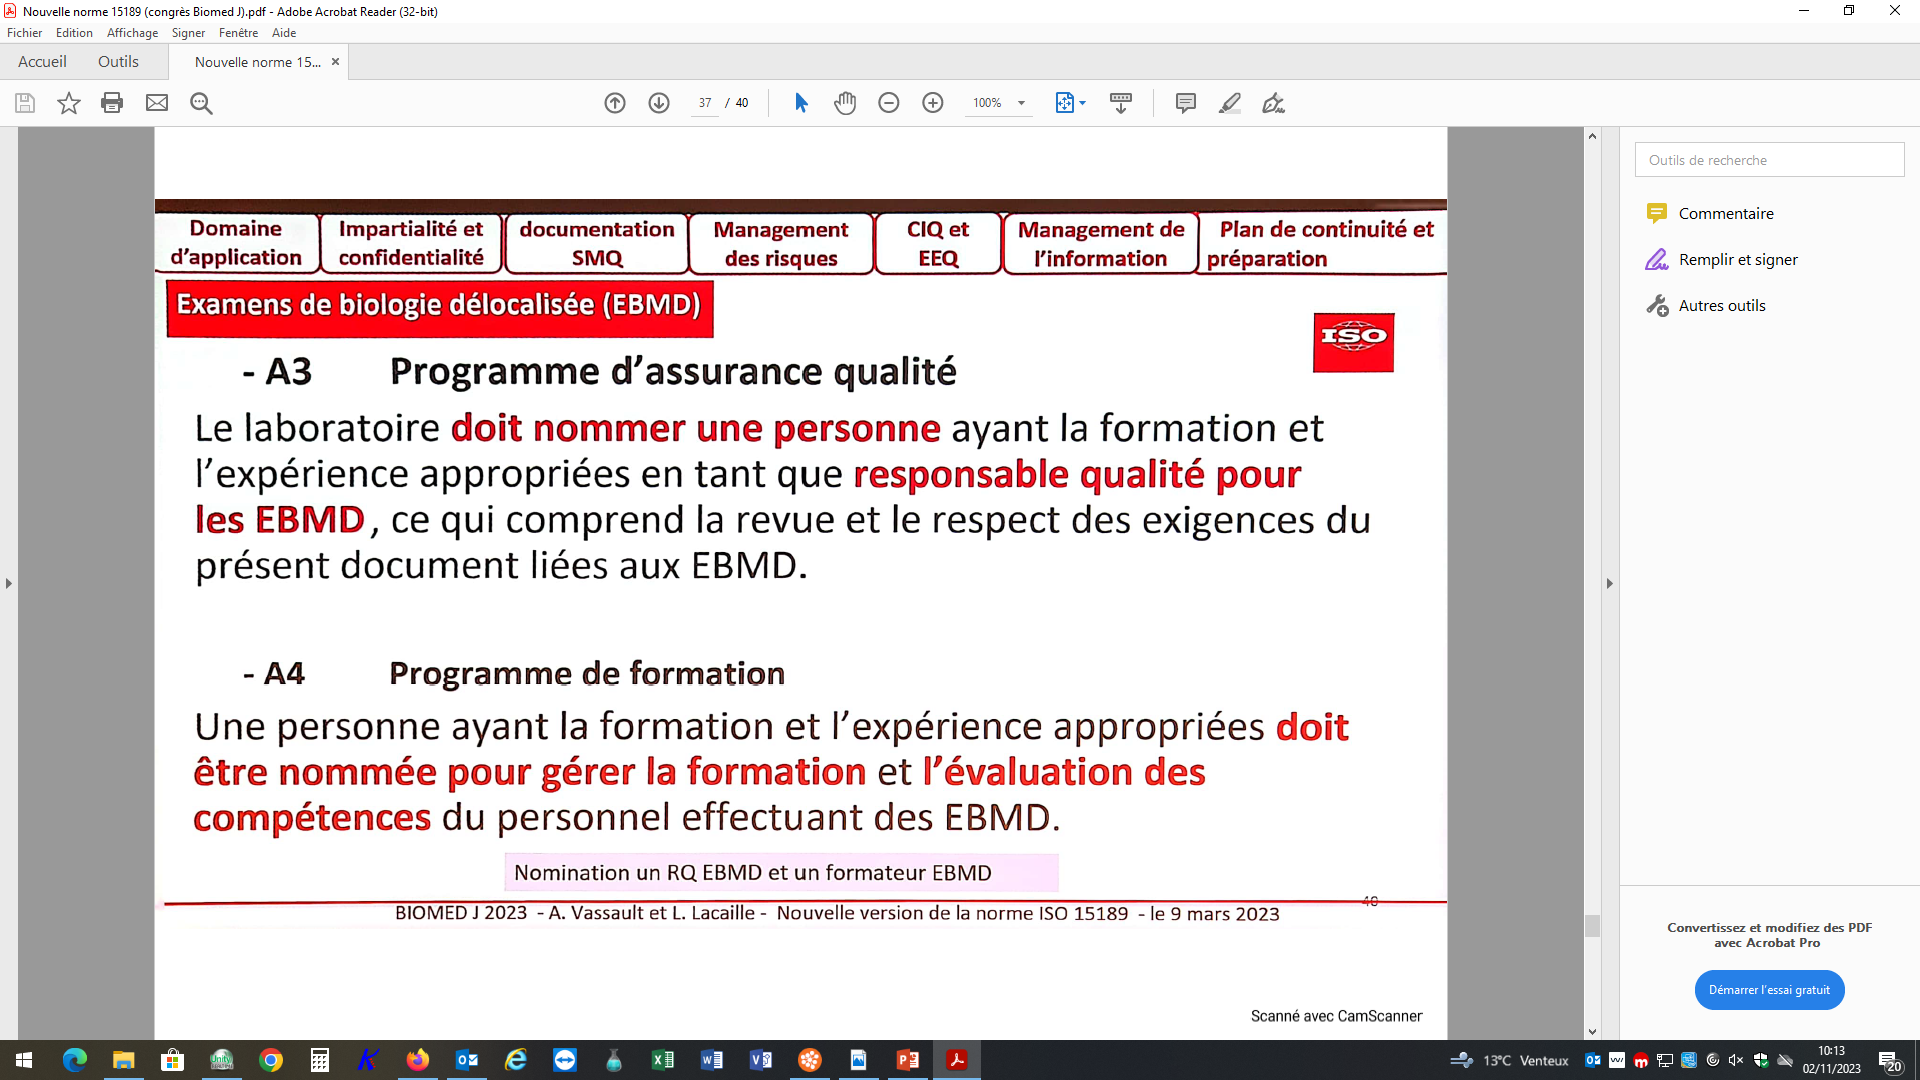 Nouvelle norme 15189 (congrès Biomed J).pdf - Adobe Acrobat Reader (32-bit)
Fichier Edition Affichage Signer Fenêtre Aide
Accueil Outils Nouvelle norme 15... ×
37 / 40 100%
Outils de recherche
Commentaire
Remplir et signer
Autres outils
Domaine d'application
Impartialité et confidentialité
documentation SMQ
Management des risques
CIQ et EEQ
Management de l'information
Plan de continuité et préparation
Examens de biologie délocalisée (EBMD)
ISO
- A3 Programme d'assurance qualité
Le laboratoire doit nommer une personne ayant la formation et
l'expérience appropriées en tant que responsable qualité pour
les EBMD, ce qui comprend la revue et le respect des exigences du
présent document liées aux EBMD.
- A4 Programme de formation
Une personne ayant la formation et l'expérience appropriées doit
être nommée pour gérer la formation et l'évaluation des
compétences du personnel effectuant des EBMD.
Nomination un RQ EBMD et un formateur EBMD
40
BIOMED J 2023 - A. Vassault et L. Lacaille - Nouvelle version de la norme ISO 15189 - le 9 mars 2023
Scanné avec CamScanner
Convertissez et modifiez des PDF
avec Acrobat Pro
Démarrer l'essai gratuit
13°C Venteux
10:13
02/11/2023
20